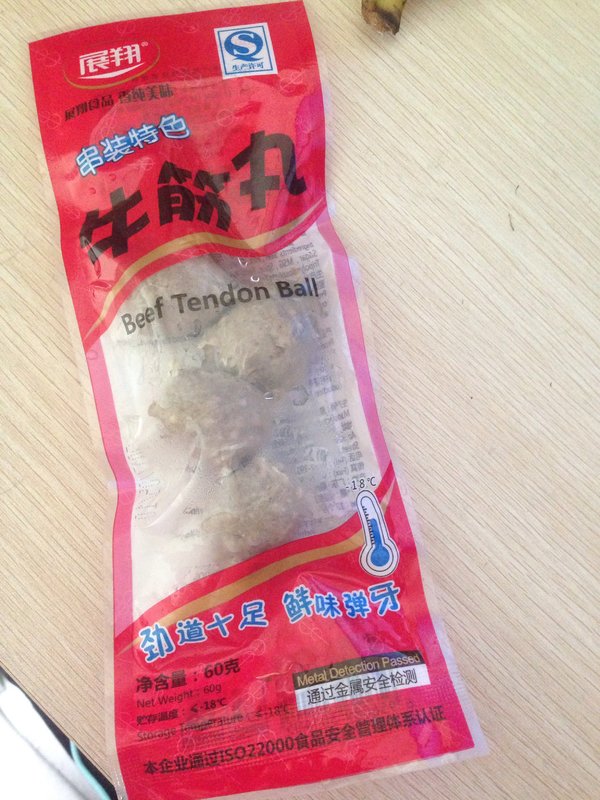 展翔®
生产许可
展翔食品 香纯美味
串装特色
牛筋丸
Beef Tendon Ball
-18℃
劲道十足 鲜味弹牙
净含量：60克
Net Weight：60g
贮存温度：≤-18℃
Storage Temperature：≤-18℃
Metal Detection Passed
通过金属安全检测
本企业通过ISO22000食品安全管理体系认证